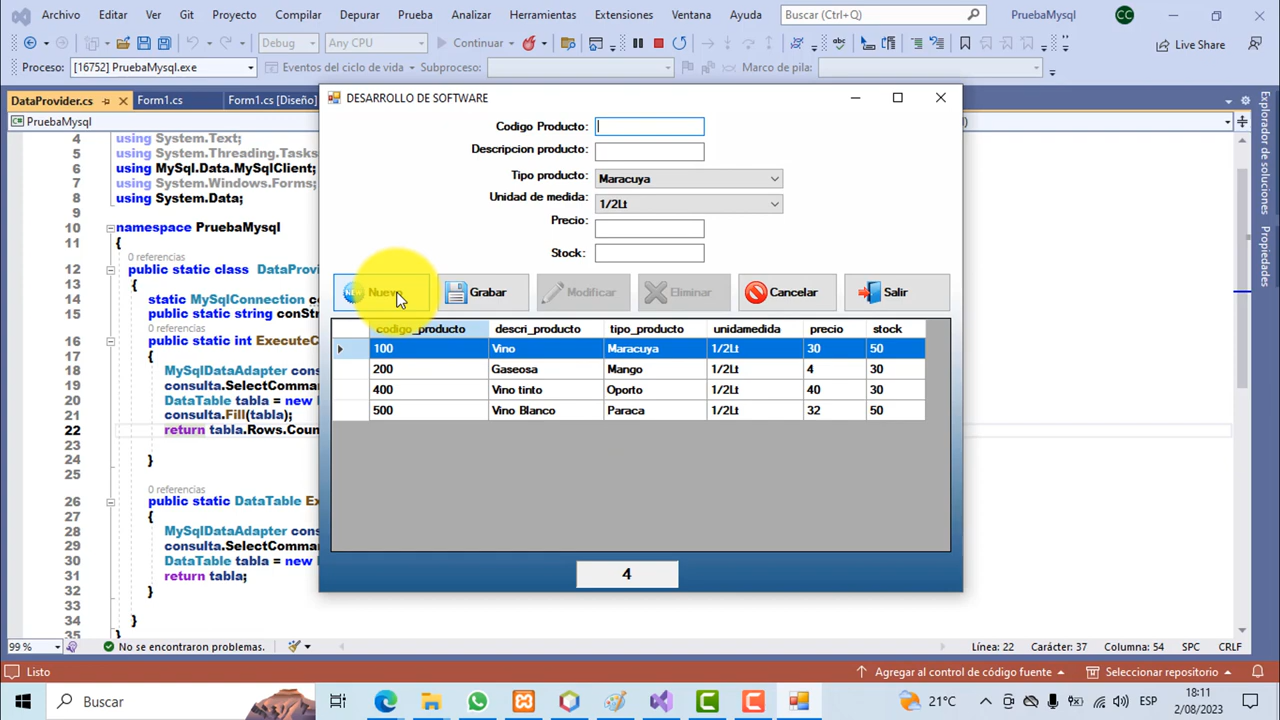 Archivo Editar Ver Git Proyecto Compilar Depurar Prueba Analizar Herramientas Extensiones Ventana Ayuda Buscar (Ctrl+Q) PruebaMysql CC
Debug Any CPU Continuar Live Share
Proceso: [16752] PruebaMysql.exe Eventos del ciclo de vida Subproceso: Marco de pila:
DataProvider.cs Form1.cs Form1.cs [Diseño]
PruebaMysql
4 using System.Text;
5 using System.Threading.Tasks
6 using MySql.Data.MySqlClient;
7 using System.Windows.Forms;
8 using System.Data;
9
10 namespace PruebaMysql
11 {
0 referencias
12 public static class DataProv
13 {
14 static MySqlConnection co
15 public static string conStr
0 referencias
16 public static int ExecuteC
17 {
18 MySqlDataAdapter cons
19 consulta.SelectComman
20 DataTable tabla = new
21 consulta.Fill(tabla);
22 return tabla.Rows.Coun
23
24 }
25
0 referencias
26 public static DataTable Ex
27 {
28 MySqlDataAdapter cons
29 consulta.SelectComman
30 DataTable tabla = new
31 return tabla;
32 }
33
34 }
35 }
DESARROLLO DE SOFTWARE
Codigo Producto:
Descripcion producto:
Tipo producto: Maracuya
Unidad de medida: 1/2Lt
Precio:
Stock:
Nuevo Grabar Modificar Eliminar Cancelar Salir
codigo_producto descri_producto tipo_producto unidamedida precio stock
100 Vino Maracuya 1/2Lt 30 50
200 Gaseosa Mango 1/2Lt 4 30
400 Vino tinto Oporto 1/2Lt 40 30
500 Vino Blanco Paraca 1/2Lt 32 50
4
Explorador de soluciones
Propiedades
99 % No se encontraron problemas. Línea: 22 Carácter: 37 Columna: 54 SPC CRLF
Listo Agregar al control de código fuente Seleccionar repositorio
Buscar 21°C ESP 18:11
2/08/2023